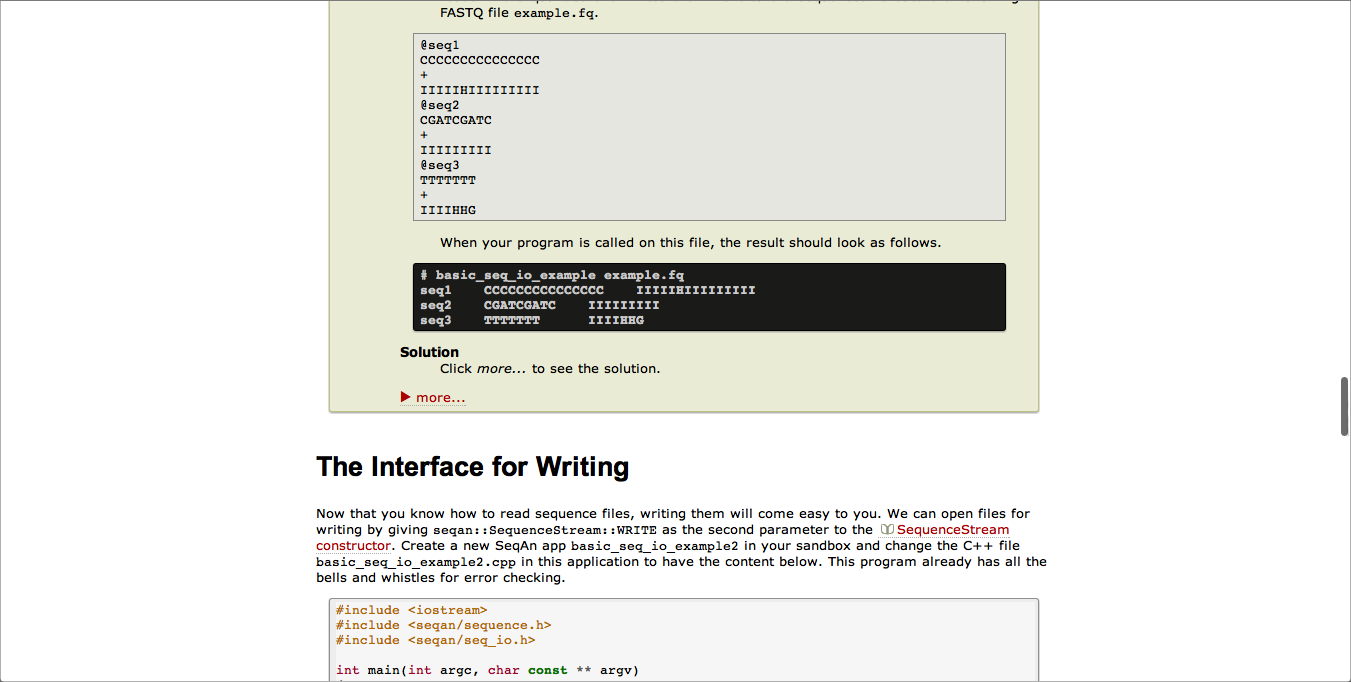 FASTQ file example.fq.
@seq1
CCCCCCCCCCCCCCC
+
IIIIIHIIIIIIIII
@seq2
CGATCGATC
+
IIIIIIIII
@seq3
TTTTTTT
+
IIIIHHG
When your program is called on this file, the result should look as follows.
# basic_seq_io_example example.fq
seq1    CCCCCCCCCCCCCCC    IIIIIHIIIIIIIII
seq2    CGATCGATC    IIIIIIIII
seq3    TTTTTTT      IIIIHHG
Solution
Click more... to see the solution.
more...
The Interface for Writing
Now that you know how to read sequence files, writing them will come easy to you. We can open files for
writing by giving seqan::SequenceStream::WRITE as the second parameter to the SequenceStream
constructor. Create a new SeqAn app basic_seq_io_example2 in your sandbox and change the C++ file
basic_seq_io_example2.cpp in this application to have the content below. This program already has all the
bells and whistles for error checking.
#include <iostream>
#include <seqan/sequence.h>
#include <seqan/seq_io.h>
int main(int argc, char const ** argv)